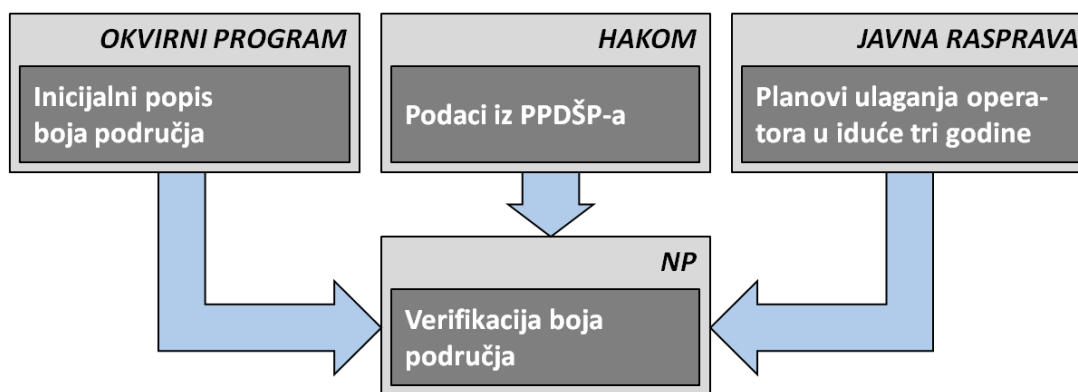 OKVIRNI PROGRAM
Inicijalni popis
boja područja
HAKOM
Podaci iz PPDŠP-a
JAVNA RASPRAVA
Planovi ulaganja opera-
tora u iduće tri godine
NP
Verifikacija boja
područja